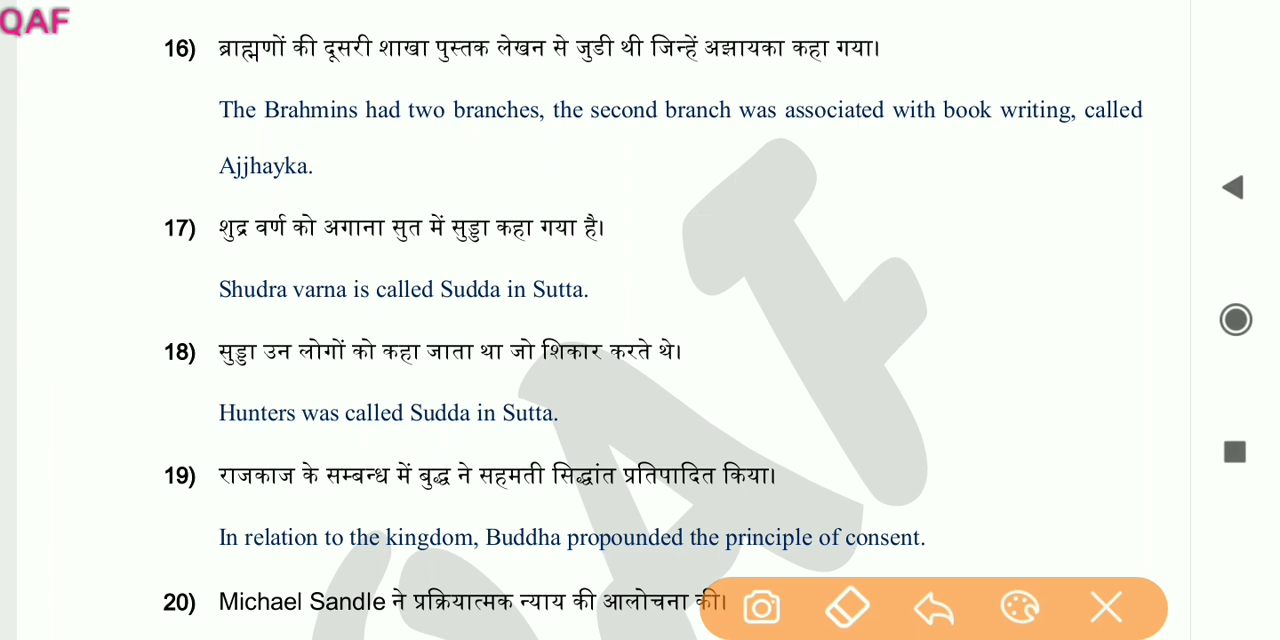 QAF
16) ब्राह्मणों की दूसरी शाखा पुस्तक लेखन से जुडी थी जिन्हें अझायका कहा गया।
The Brahmins had two branches, the second branch was associated with book writing, called
Ajjhayka.
17) शुद्र वर्ण को अगाना सुत में सुड्डा कहा गया है।
Shudra varna is called Sudda in Sutta.
18) सुड्डा उन लोगों को कहा जाता था जो शिकार करते थे।
Hunters was called Sudda in Sutta.
19) राजकाज के सम्बन्ध में बुद्ध ने सहमती सिद्धांत प्रतिपादित किया।
In relation to the kingdom, Buddha propounded the principle of consent.
20) Michael Sandle ने प्रक्रियात्मक न्याय की आलोचना की।
QAF